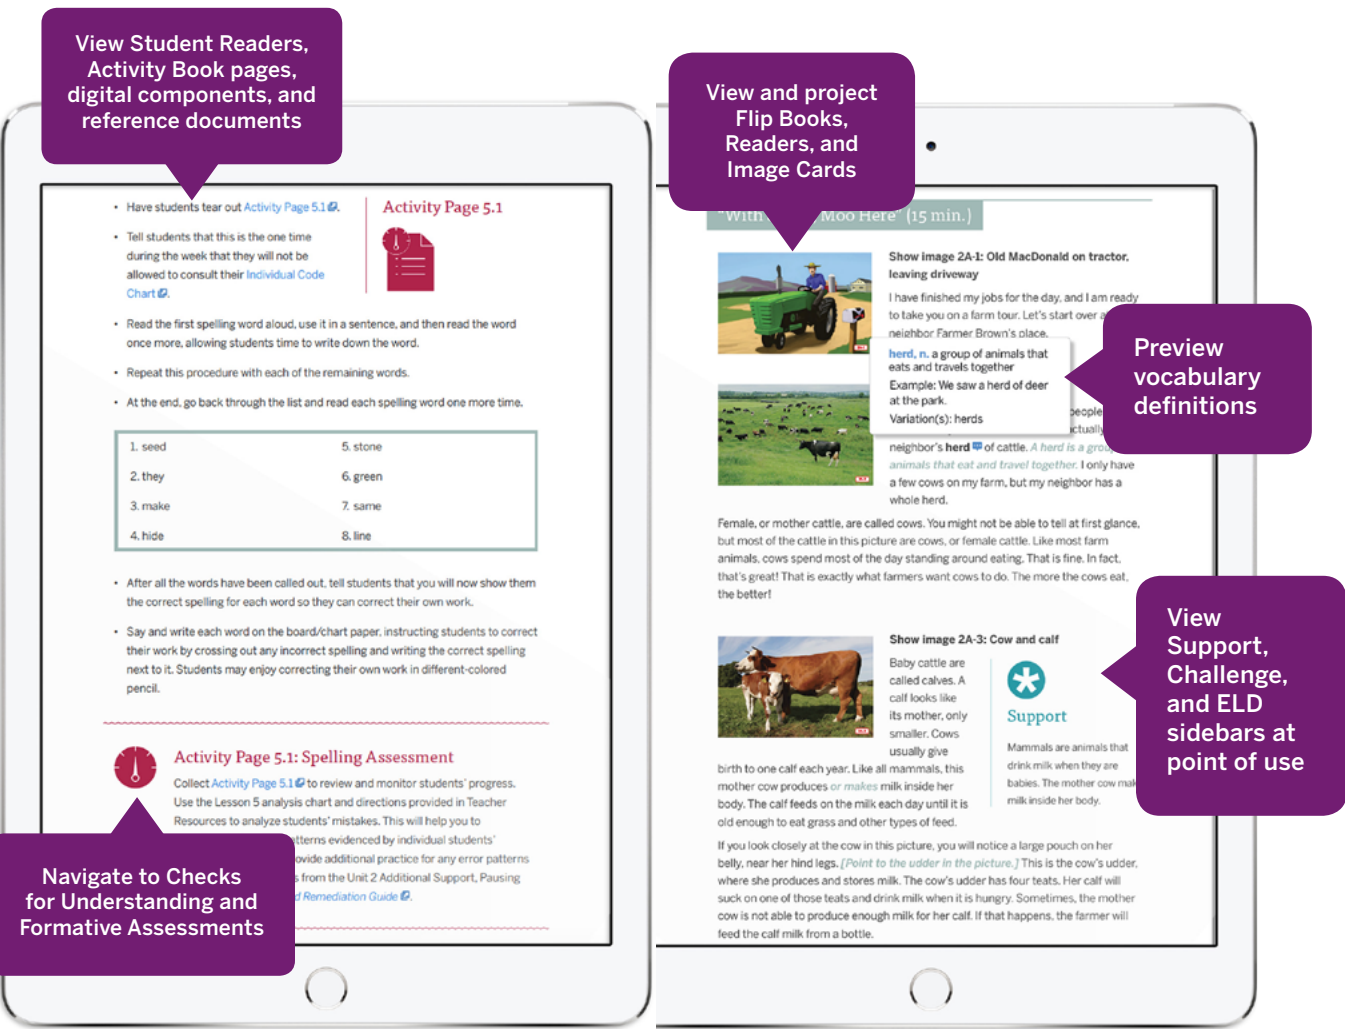 View Student Readers,
Activity Book pages,
digital components, and
reference documents
• Have students tear out Activity Page 5.1.
• Tell students that this is the one time
during the week that they will not be
allowed to consult their Individual Code
Chart.
Activity Page 5.1
• Read the first spelling word aloud, use it in a sentence, and then read the word
once more, allowing students time to write down the word.
• Repeat this procedure with each of the remaining words.
• At the end, go back through the list and read each spelling word one more time.
1. seed
2. they
3. make
4. hide
5. stone
6. green
7. same
8. line
• After all the words have been called out, tell students that you will now show them
the correct spelling for each word so they can correct their own work.
• Say and write each word on the board/chart paper, instructing students to correct
their work by crossing out any incorrect spelling and writing the correct spelling
next to it. Students may enjoy correcting their own work in different-colored
pencil.
Activity Page 5.1: Spelling Assessment
Collect Activity Page 5.1 to review and monitor students' progress.
Use the Lesson 5 analysis chart and directions provided in Teacher
Resources to analyze students' mistakes. This will help you to
evidenced by individual students'
additional practice for any error patterns
from the Unit 2 Additional Support, Pausing
Remediation Guide.
Navigate to Checks
for Understanding and
Formative Assessments
View and project
Flip Books,
Readers, and
Image Cards
"With Moo Here" (15 min.)
Show image 2A-1: Old MacDonald on tractor,
leaving driveway
I have finished my jobs for the day, and I am ready
to take you on a farm tour. Let's start over
neighbor Farmer Brown's place.
herd, n. a group of animals that
eats and travels together
Example: We saw a herd of deer
at the park.
Variation(s): herds
people
neighbor's herd of cattle. A herd is a
animals that eat and travel together. I only have
a few cows on my farm, but my neighbor has a
whole herd.
Preview
vocabulary
definitions
Female, or mother cattle, are called cows. You might not be able to tell at first glance,
but most of the cattle in this picture are cows, or female cattle. Like most farm
animals, cows spend most of the day standing around eating. That is fine. In fact,
that's great! That is exactly what farmers want cows to do. The more the cows eat,
the better!
Show image 2A-3: Cow and calf
Baby cattle are
called calves. A
calf looks like
its mother, only
smaller. Cows
usually give
birth to one calf each year. Like all mammals, this
mother cow produces or makes milk inside her
body. The calf feeds on the milk each day until it is
old enough to eat grass and other types of feed.
Support
Mammals are animals that
drink milk when they are
babies. The mother cow
milk inside her body.
View
Support,
Challenge,
and ELD
sidebars at
point of use
If you look closely at the cow in this picture, you will notice a large pouch on her
belly, near her hind legs. [Point to the udder in the picture.] This is the cow's udder,
where she produces and stores milk. The cow's udder has four teats. Her calf will
suck on one of those teats and drink milk when it is hungry. Sometimes, the mother
cow is not able to produce enough milk for her calf. If that happens, the farmer will
feed the calf milk from a bottle.